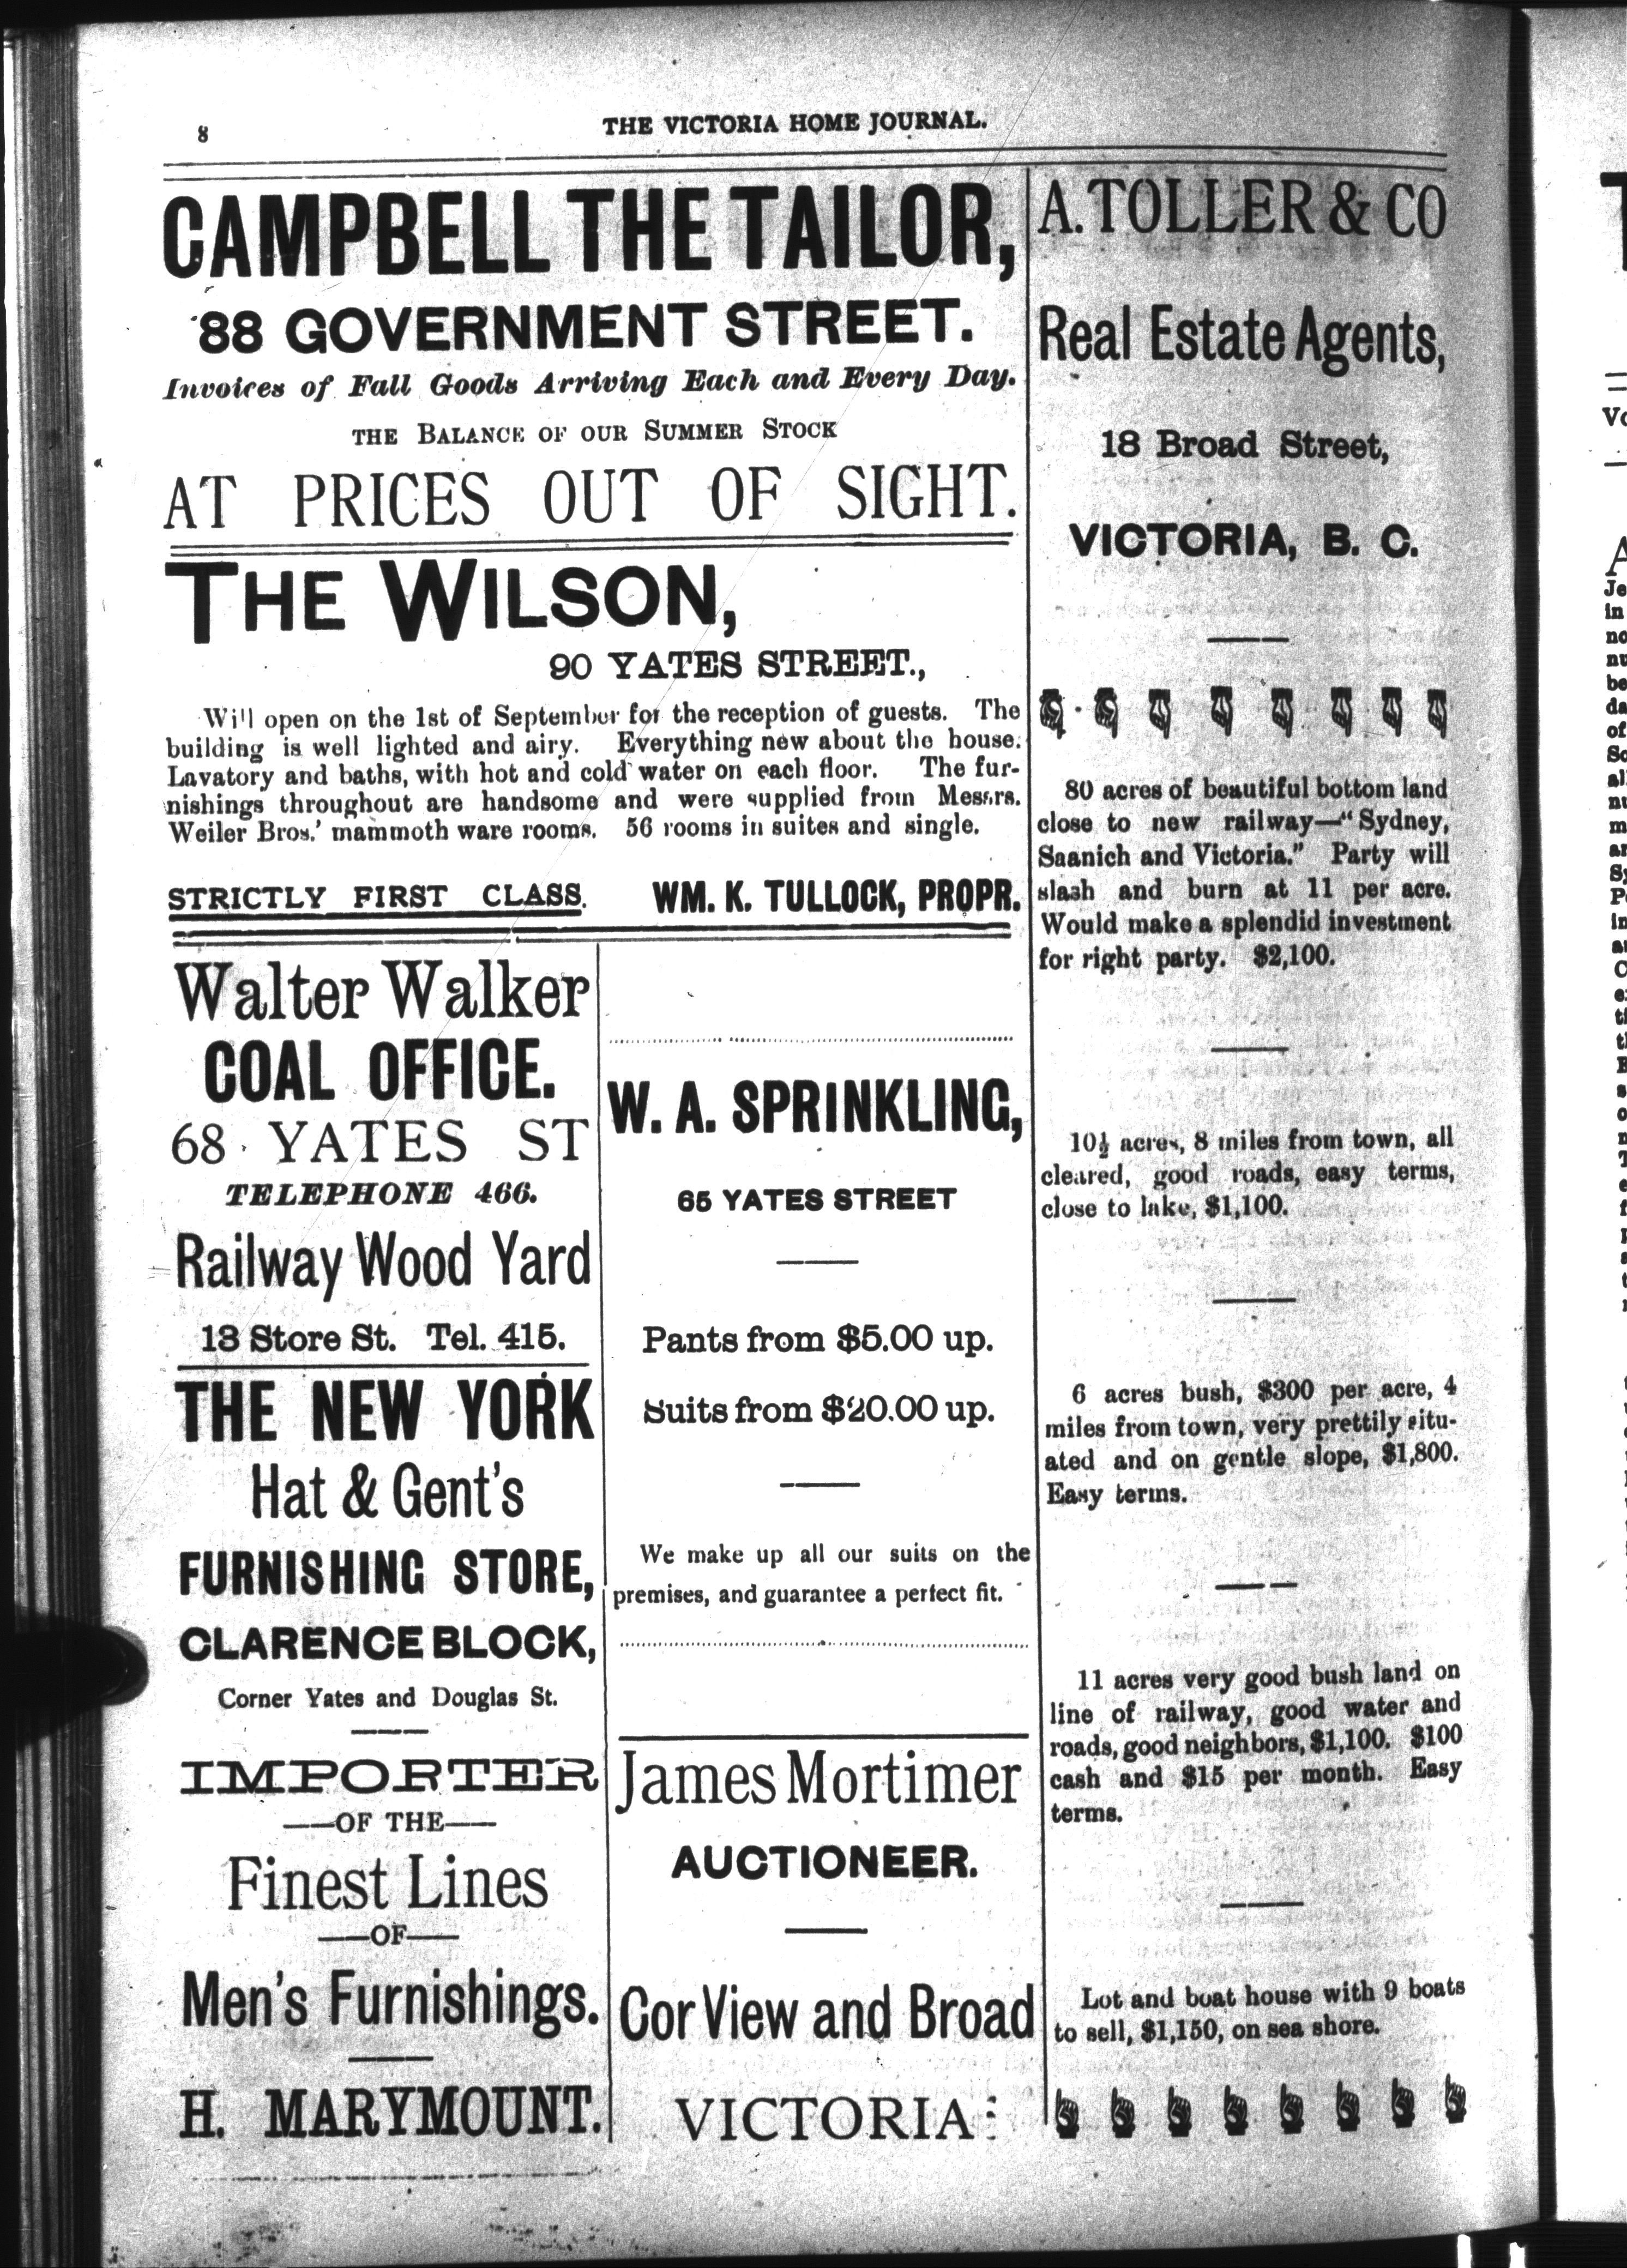 8
THE VICTORIA HOME JOURNAL.
CAMPBELL THE TAILOR,
88 GOVERNMENT STREET.
Invoices of Fall Goods Arriving Each and Every Day.
THE BALANCE OF OUR SUMMER STOCK
AT PRICES OUT OF SIGHT.
THE WILSON,
90 YATES STREET.,
Will open on the 1st of September for the reception of guests. The
building is well lighted and airy. Everything new about the house.
Lavatory and baths, with hot and cold water on each floor. The fur-
nishings throughout are handsome and were supplied from Messrs.
Weiler Bros.' mammoth ware rooms. 56 rooms in suites and single.
STRICTLY FIRST CLASS. WM. K. TULLOCK, PROPR.
Walter Walker
COAL OFFICE.
68 YATES ST
TELEPHONE 466.
Railway Wood Yard
13 Store St. Tel. 415.
THE NEW YORK
Hat & Gent's
FURNISHING STORE,
CLARENCE BLOCK,
Corner Yates and Douglas St.
IMPORTER
——OF THE——
Finest Lines
——OF——
Men's Furnishings.
H. MARYMOUNT.
W. A. SPRINKLING,
65 YATES STREET
Pants from $5.00 up.
Suits from $20.00 up.
We make up all our suits on the
premises, and guarantee a perfect fit.
James Mortimer
AUCTIONEER.
Cor View and Broad
VICTORIA
A. TOLLER & CO
Real Estate Agents,
18 Broad Street,
VICTORIA, B. C.
80 acres of beautiful bottom land
close to new railway—"Sydney,
Saanich and Victoria." Party will
slash and burn at 11 per acre.
Would make a splendid investment
for right party. $2,100.
10½ acres, 8 miles from town, all
cleared, good roads, easy terms,
close to lake, $1,100.
6 acres bush, $300 per acre, 4
miles from town, very prettily situ-
ated and on gentle slope, $1,800.
Easy terms.
11 acres very good bush land on
line of railway, good water and
roads, good neighbors, $1,100. $100
cash and $15 per month. Easy
terms.
Lot and boat house with 9 boats
to sell, $1,150, on sea shore.